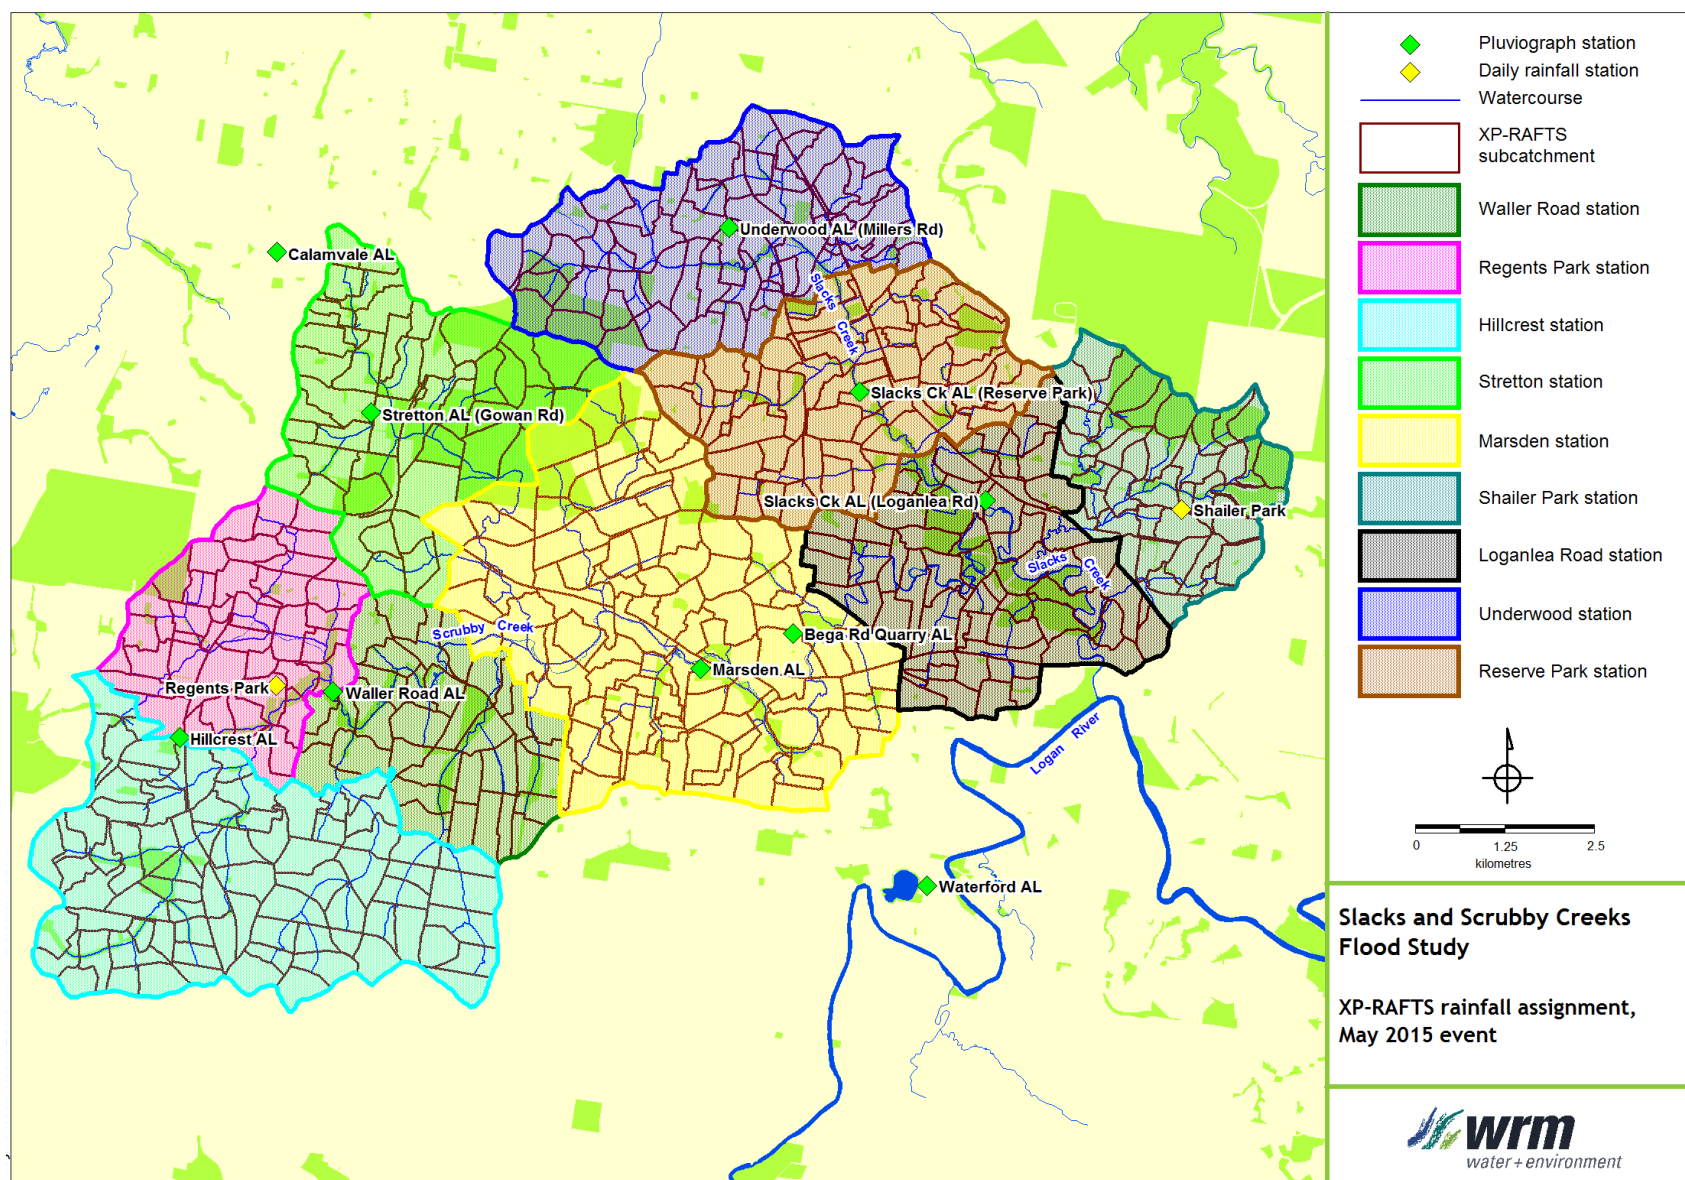 Calamvale AL
Underwood AL (Millers Rd)
Slacks Creek
Stretton AL (Gowan Rd)
Slacks Ck AL (Reserve Park)
Slacks Ck AL (Loganlea Rd)
Shailer Park
Slacks Creek
Scrubby Creek
Bega Rd Quarry AL
Marsden AL
Regents Park
Waller Road AL
Hillcrest AL
Logan River
Waterford AL
Pluviograph station
Daily rainfall station
Watercourse
XP-RAFTS
subcatchment
Waller Road station
Regents Park station
Hillcrest station
Stretton station
Marsden station
Shailer Park station
Loganlea Road station
Underwood station
Reserve Park station
0 1.25 2.5
kilometres
Slacks and Scrubby Creeks
Flood Study
XP-RAFTS rainfall assignment,
May 2015 event
wrm
water + environment